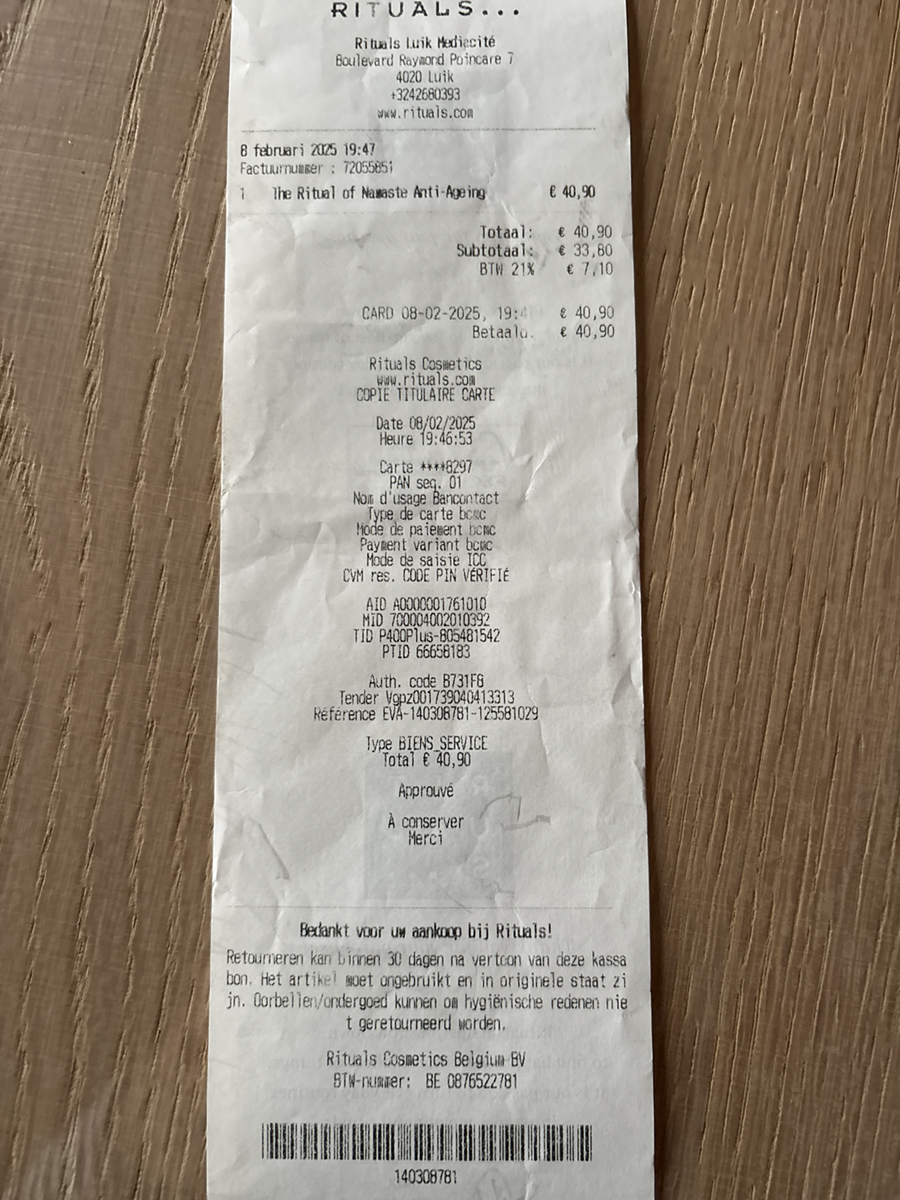 RITUALS...
Rituals Luik Mediacité
Boulevard Raymond Poincare 7
4020 Luik
+3242680393
www.rituals.com
8 februari 2025 19:47
Factuurnummer : 72055851
1 The Ritual of Namaste Anti-Ageing € 40,90
Totaal: € 40,90
Subtotaal: € 33,80
BTW 21% € 7,10
CARD 08-02-2025, 19:4 € 40,90
Betaald. € 40,90
Rituals Cosmetics
www.rituals.com
COPIE TITULAIRE CARTE
Date 08/02/2025
Heure 19:46:53
Carte ****8297
PAN seq. 01
Nom d'usage Bancontact
Type de carte bcmc
Mode de paiement bcmc
Payment variant bcmc
Mode de saisie ICC
CVM res. CODE PIN VÉRIFIÉ
AID A0000001761010
MID 700004002010392
TID P400Plus-805481542
PTID 66658183
Auth. code B731F8
Tender Vgpz001739040413313
Référence EVA-140308781-125581029
Type BIENS_SERVICE
Total € 40,90
Approuvé
À conserver
Merci
Bedankt voor uw aankoop bij Rituals!
Retourneren kan binnen 30 dagen na vertoon van deze kassa
bon. Het artikel moet ongebruikt en in originele staat zi
jn. Oorbellen/ondergoed kunnen om hygiënische redenen nie
t geretourneerd worden.
Rituals Cosmetics Belgium BV
BTW-nummer: BE 0876522781
140308781